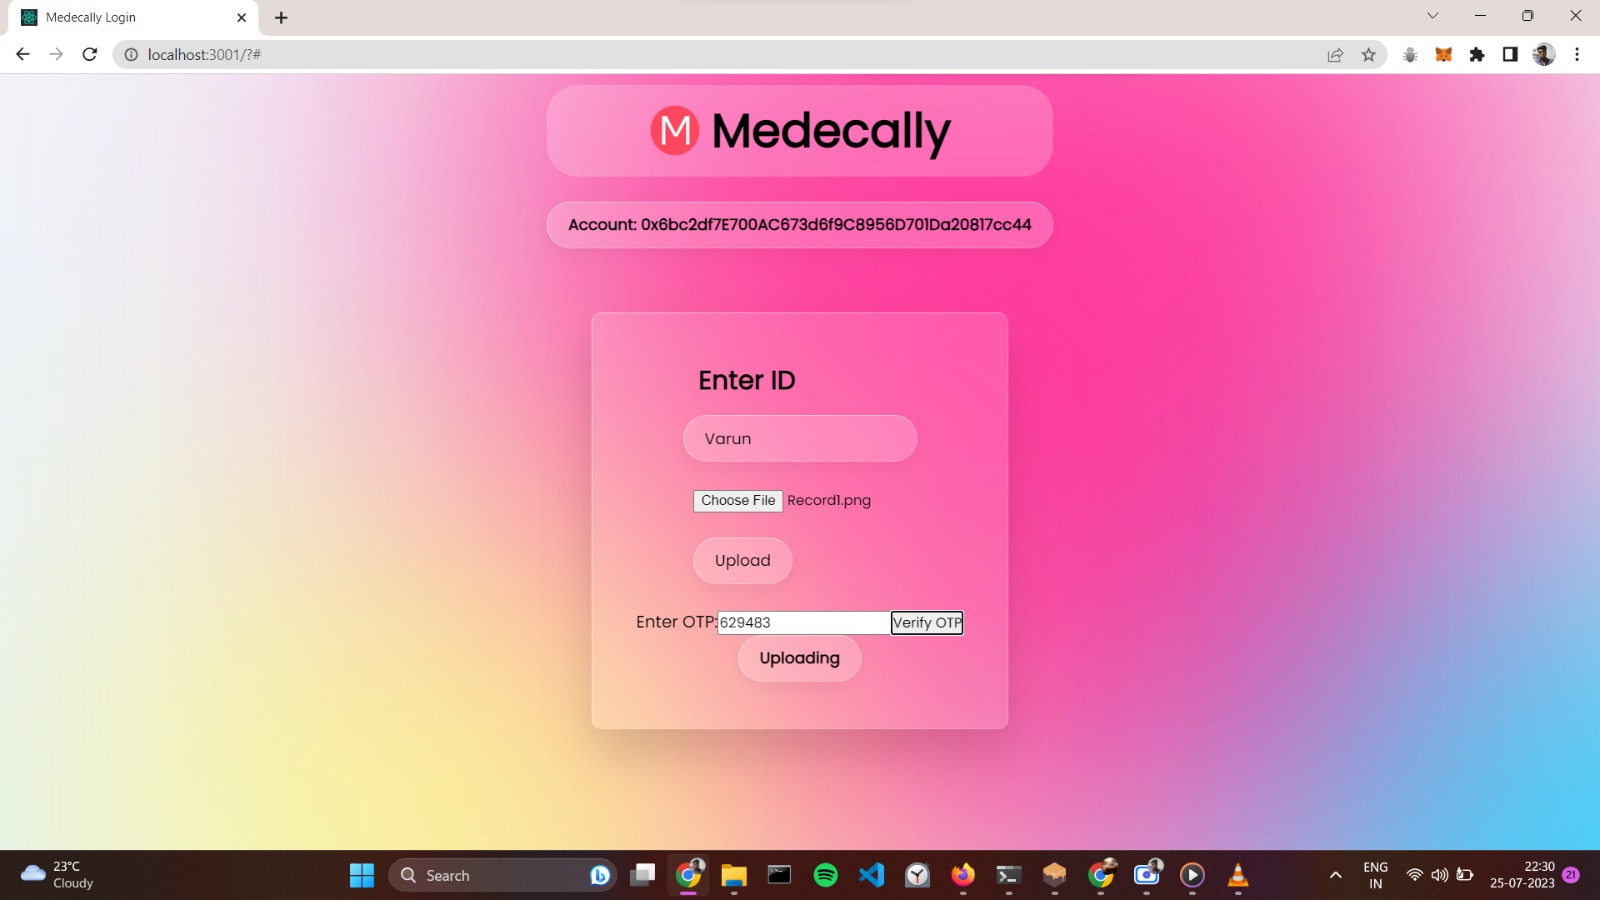 Medecally Login
localhost:3001/?#
M Medecally
Account: 0x6bc2df7E700AC673d6f9C8956D701Da20817cc44
Enter ID
Varun
Choose File Record1.png
Upload
Enter OTP: 629483 Verify OTP
Uploading
23°C
Cloudy
Search
ENG
IN
22:30
25-07-2023
21